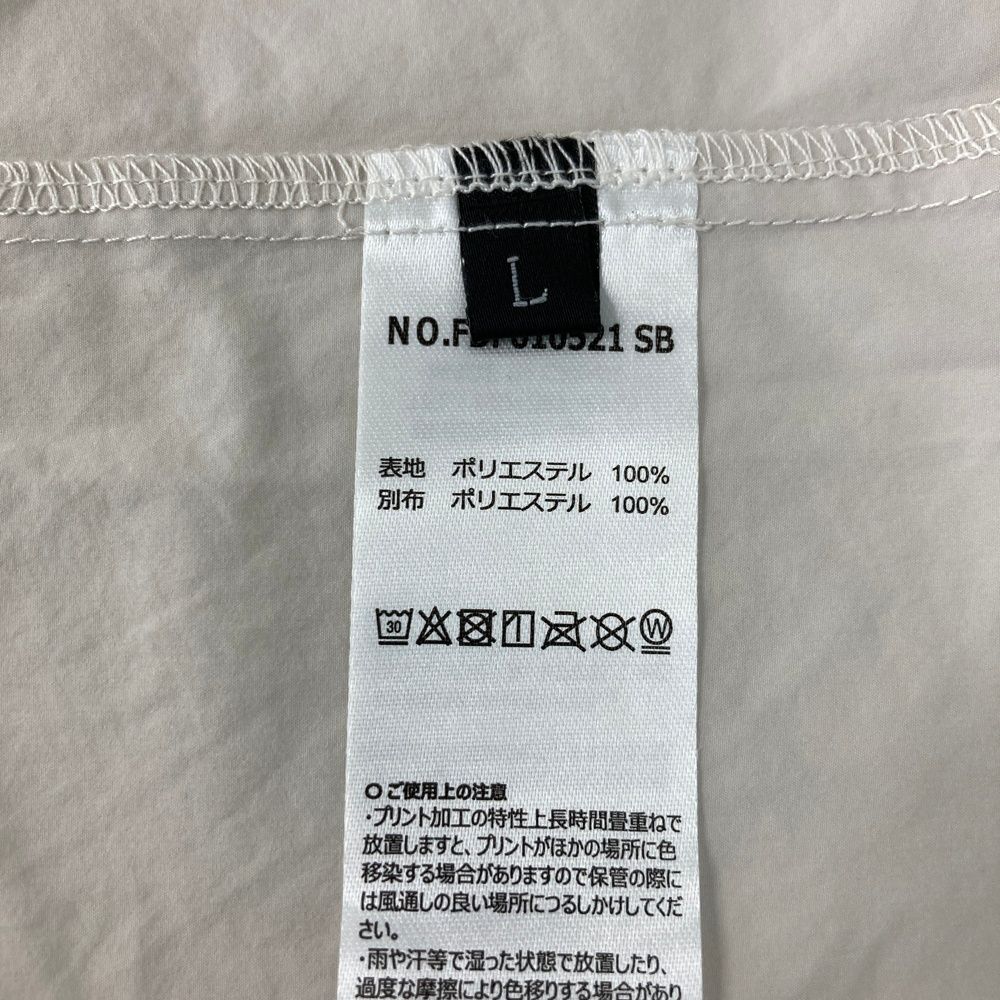 L
SB
表地 ポリエステル 100%
別布 ポリエステル 100%
30
W
○ご使用上の注意
・プリント加工の特性上長時間畳重ねで
放置しますと、プリントがほかの場所に色
移染する場合がありますので保管の際に
は風通しの良い場所につるしかけしてくだ
さい。
・雨や汗等で湿った状態で放置したり、
過度な摩擦により色移りする場合があり